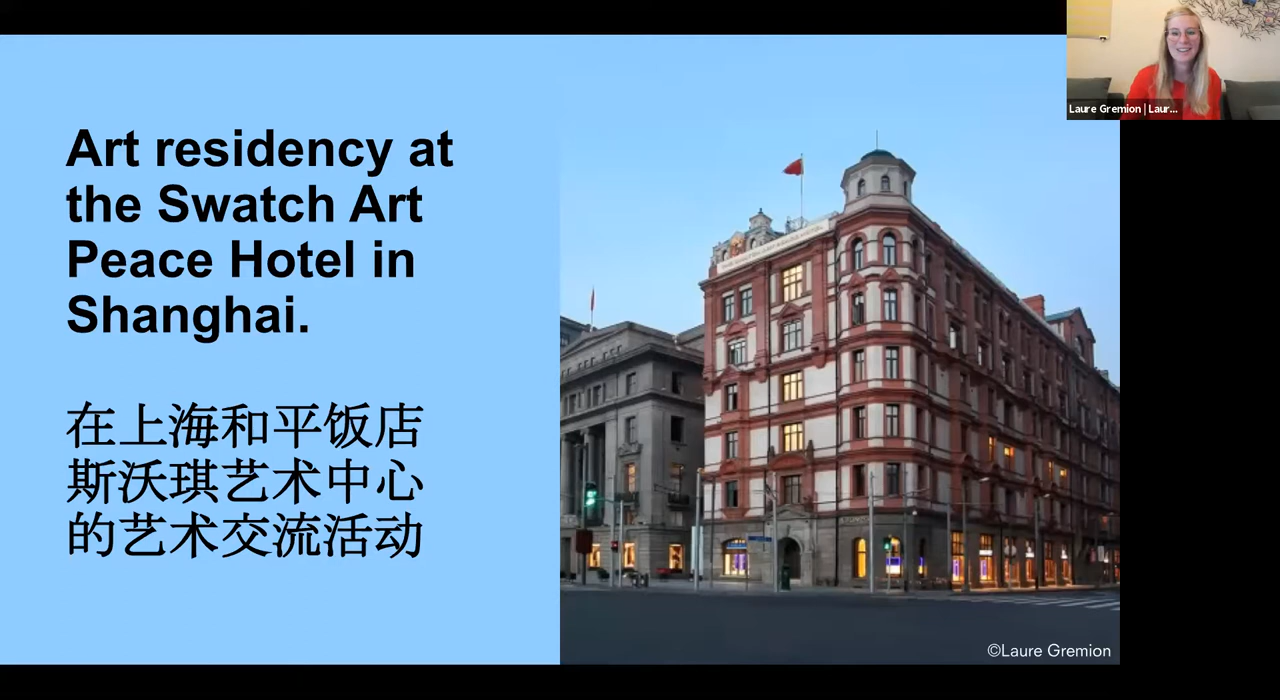 Art residency at
the Swatch Art
Peace Hotel in
Shanghai.
在上海和平饭店
斯沃琪艺术中心
的艺术交流活动
©Laure Gremion
Laure Gremion | Laur...